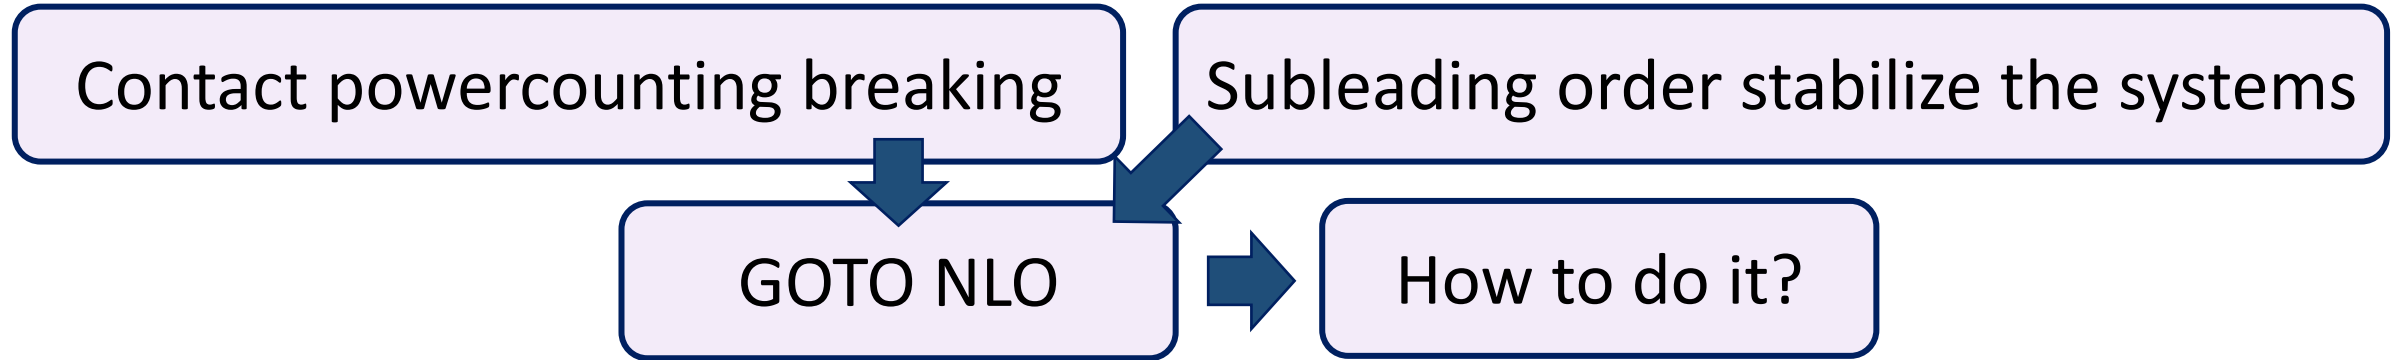 Contact powercounting breaking
Subleading order stabilize the systems
GOTO NLO
How to do it?